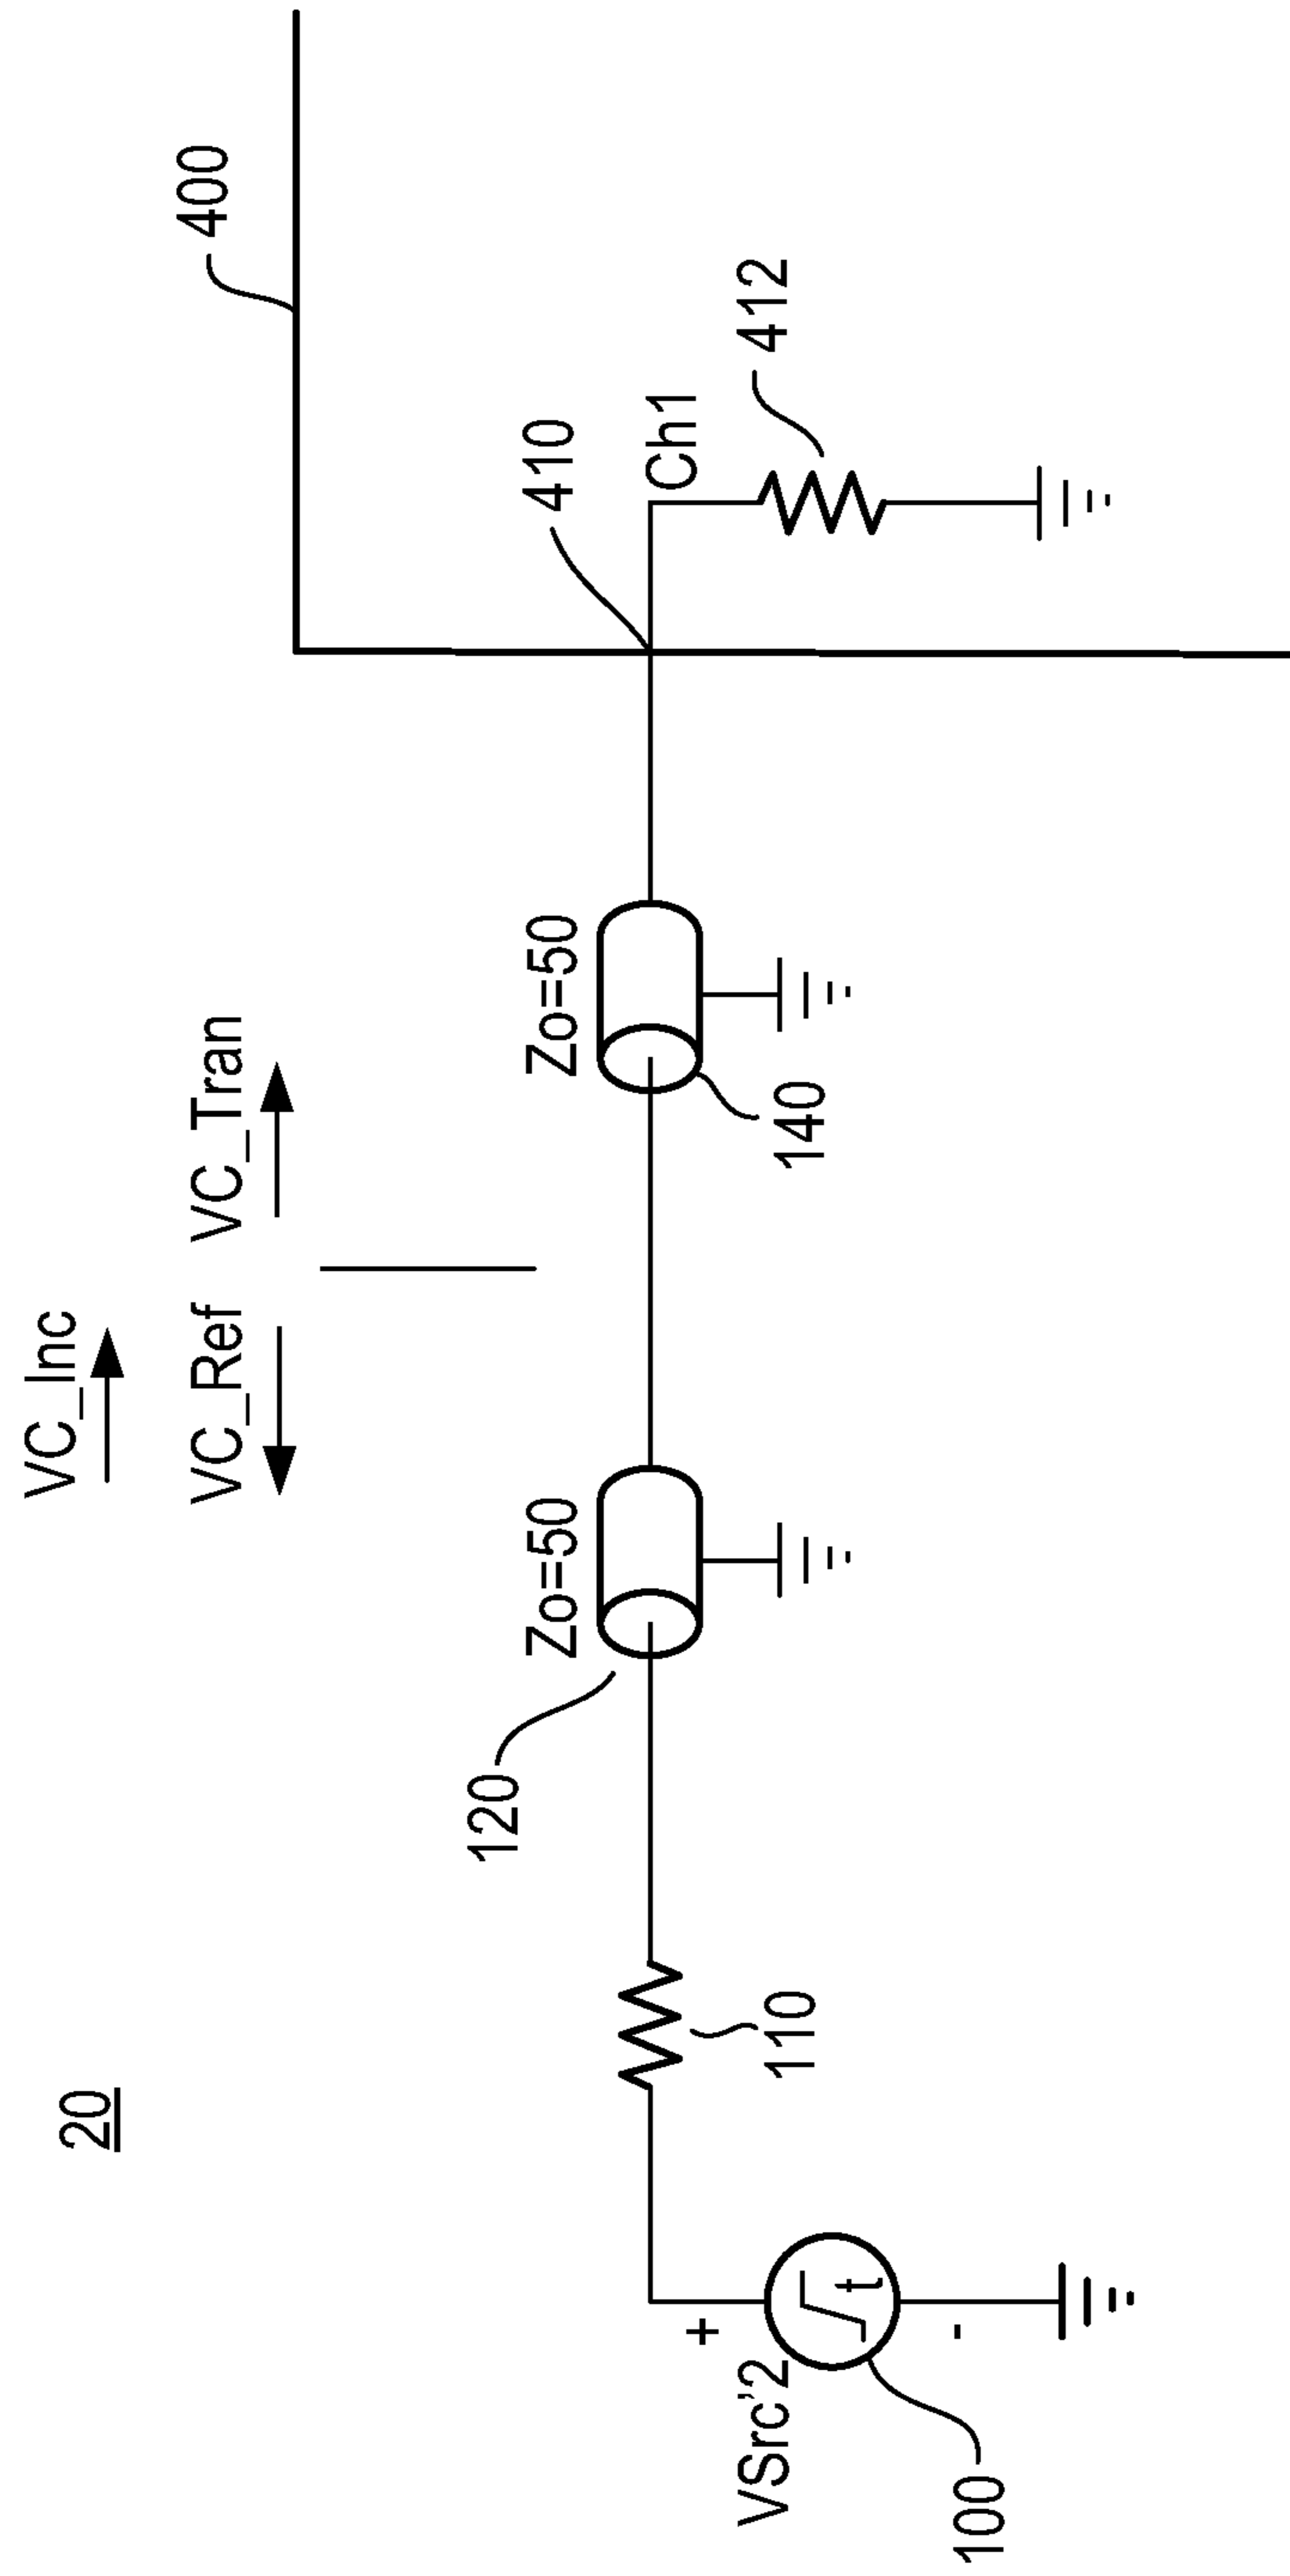 20
VC_Inc
VC_Ref
VC_Tran
400
VSrc'2
+
t
-
100
110
120
Zo=50
Zo=50
140
410
Ch1
412